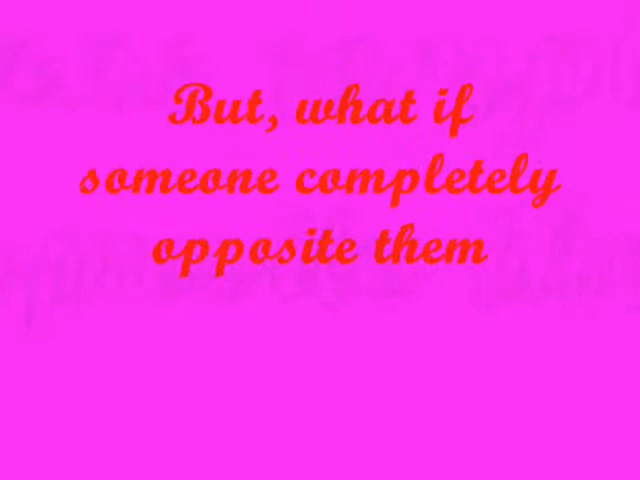 But, what if
someone completely
opposite them